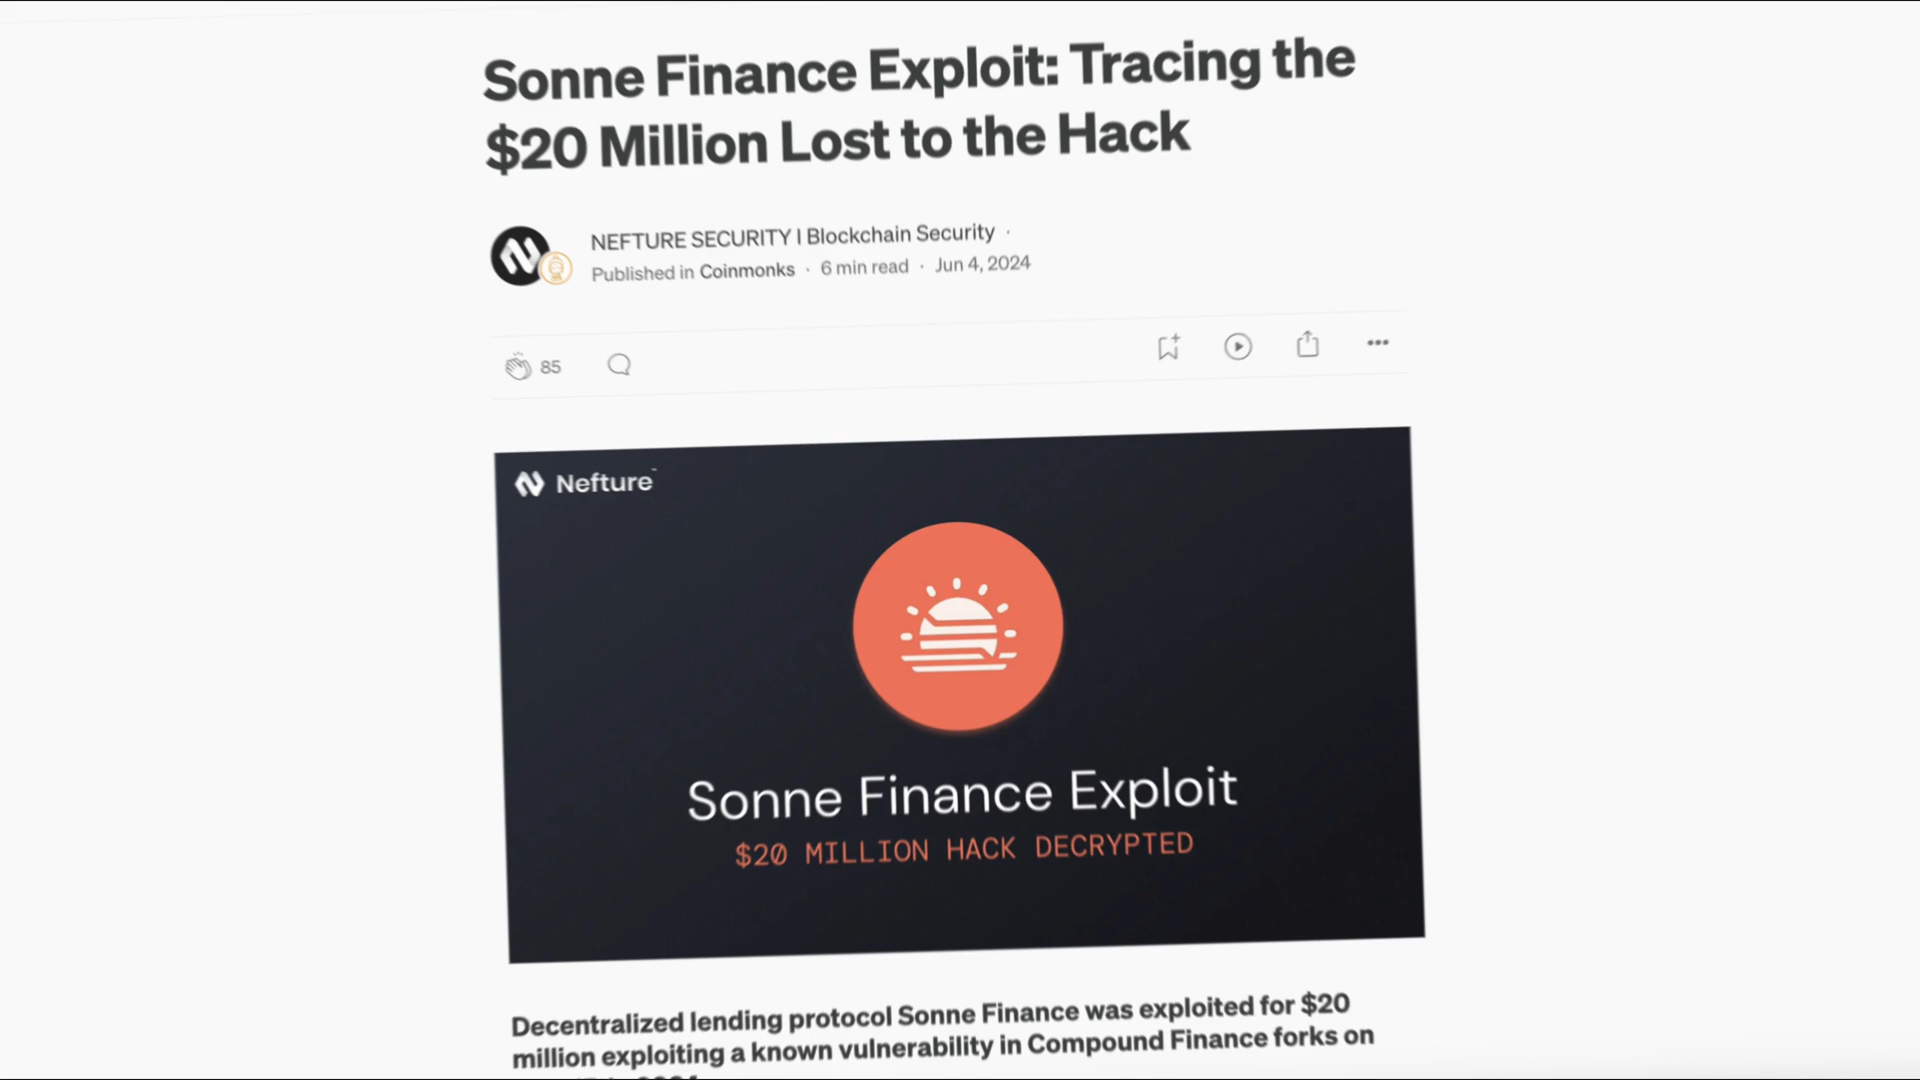 Sonne Finance Exploit: Tracing the
$20 Million Lost to the Hack
NEFTURE SECURITY I Blockchain Security ·
Published in Coinmonks · 6 min read · Jun 4, 2024
85
Nefture
Sonne Finance Exploit
$20 MILLION HACK DECRYPTED
Decentralized lending protocol Sonne Finance was exploited for $20
million exploiting a known vulnerability in Compound Finance forks on